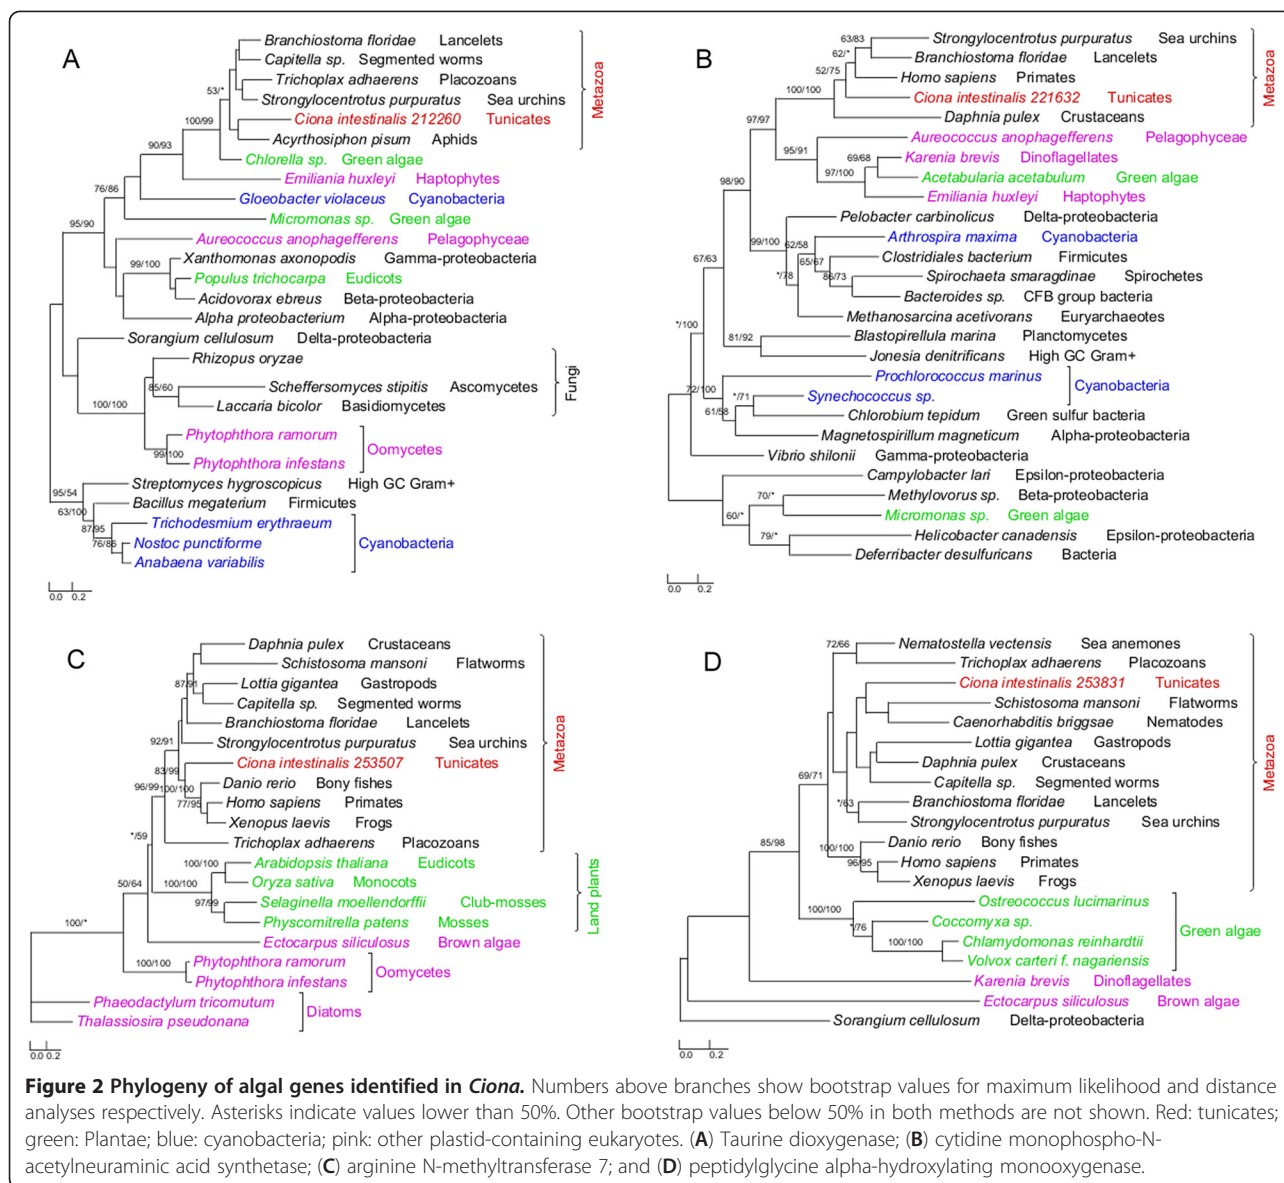 A
Branchiostoma floridae Lancelets
Capitella sp. Segmented worms
Trichoplax adhaerens Placozoans
53/*
Strongylocentrotus purpuratus Sea urchins
Ciona intestinalis 212260 Tunicates
100/99
Acyrthosiphon pisum Aphids
Metazoa
90/93
Chlorella sp. Green algae
Emiliania huxleyi Haptophytes
76/86
Gloeobacter violaceus Cyanobacteria
Micromonas sp. Green algae
95/90
Aureococcus anophagefferens Pelagophyceae
Xanthomonas axonopodis Gamma-proteobacteria
99/100
Populus trichocarpa Eudicots
Acidovorax ebreus Beta-proteobacteria
Alpha proteobacterium Alpha-proteobacteria
Sorangium cellulosum Delta-proteobacteria
Rhizopus oryzae
85/60
Scheffersomyces stipitis Ascomycetes
100/100
Laccaria bicolor Basidiomycetes
Fungi
Phytophthora ramorum
99/100
Phytophthora infestans
Oomycetes
Streptomyces hygroscopicus High GC Gram+
95/54
Bacillus megaterium Firmicutes
63/100
Trichodesmium erythraeum
87/95
Nostoc punctiforme
76/86
Anabaena variabilis
Cyanobacteria
0.0 0.2
B
63/83
Strongylocentrotus purpuratus Sea urchins
62/*
Branchiostoma floridae Lancelets
52/75
Homo sapiens Primates
100/100
Ciona intestinalis 221632 Tunicates
Daphnia pulex Crustaceans
Metazoa
97/97
Aureococcus anophagefferens Pelagophyceae
95/91
69/68
Karenia brevis Dinoflagellates
97/100
Acetabularia acetabulum Green algae
98/90
Emiliania huxleyi Haptophytes
Pelobacter carbinolicus Delta-proteobacteria
99/100
62/58
Arthrospira maxima Cyanobacteria
65/67
Clostridiales bacterium Firmicutes
67/63
*/78
86/73
Spirochaeta smaragdinae Spirochetes
Bacteroides sp. CFB group bacteria
Methanosarcina acetivorans Euryarchaeotes
*/100
81/92
Blastopirellula marina Planctomycetes
Jonesia denitrificans High GC Gram+
72/100
Prochlorococcus marinus
*/71
Synechococcus sp.
Cyanobacteria
61/58
Chlorobium tepidum Green sulfur bacteria
Magnetospirillum magneticum Alpha-proteobacteria
Vibrio shilonii Gamma-proteobacteria
Campylobacter lari Epsilon-proteobacteria
70/*
Methylovorus sp. Beta-proteobacteria
60/*
Micromonas sp. Green algae
79/*
Helicobacter canadensis Epsilon-proteobacteria
Deferribacter desulfuricans Bacteria
0.0 0.2
C
Daphnia pulex Crustaceans
Schistosoma mansoni Flatworms
87/91
Lottia gigantea Gastropods
Capitella sp. Segmented worms
Branchiostoma floridae Lancelets
92/91
Strongylocentrotus purpuratus Sea urchins
83/99
Ciona intestinalis 253507 Tunicates
96/99
100/100
Danio rerio Bony fishes
77/95
Homo sapiens Primates
Xenopus laevis Frogs
*/59
Trichoplax adhaerens Placozoans
Metazoa
100/100
Arabidopsis thaliana Eudicots
50/64
100/100
Oryza sativa Monocots
97/99
Selaginella moellendorffii Club-mosses
Physcomitrella patens Mosses
Land plants
100/*
Ectocarpus siliculosus Brown algae
100/100
Phytophthora ramorum
Phytophthora infestans
Oomycetes
Phaeodactylum tricornutum
Thalassiosira pseudonana
Diatoms
0.0 0.2
D
72/66
Nematostella vectensis Sea anemones
Trichoplax adhaerens Placozoans
Ciona intestinalis 253831 Tunicates
Schistosoma mansoni Flatworms
Caenorhabditis briggsae Nematodes
Lottia gigantea Gastropods
69/71
Daphnia pulex Crustaceans
Capitella sp. Segmented worms
*/63
Branchiostoma floridae Lancelets
Strongylocentrotus purpuratus Sea urchins
85/98
100/100
Danio rerio Bony fishes
96/95
Homo sapiens Primates
Xenopus laevis Frogs
Metazoa
100/100
Ostreococcus lucimarinus
*/76
Coccomyxa sp.
100/100
Chlamydomonas reinhardtii
Volvox carteri f. nagariensis
Green algae
Karenia brevis Dinoflagellates
Ectocarpus siliculosus Brown algae
Sorangium cellulosum Delta-proteobacteria
0.0 0.2
Figure 2 Phylogeny of algal genes identified in Ciona. Numbers above branches show bootstrap values for maximum likelihood and distance
analyses respectively. Asterisks indicate values lower than 50%. Other bootstrap values below 50% in both methods are not shown. Red: tunicates;
green: Plantae; blue: cyanobacteria; pink: other plastid-containing eukaryotes. (A) Taurine dioxygenase; (B) cytidine monophospho-N-
acetylneuraminic acid synthetase; (C) arginine N-methyltransferase 7; and (D) peptidylglycine alpha-hydroxylating monooxygenase.